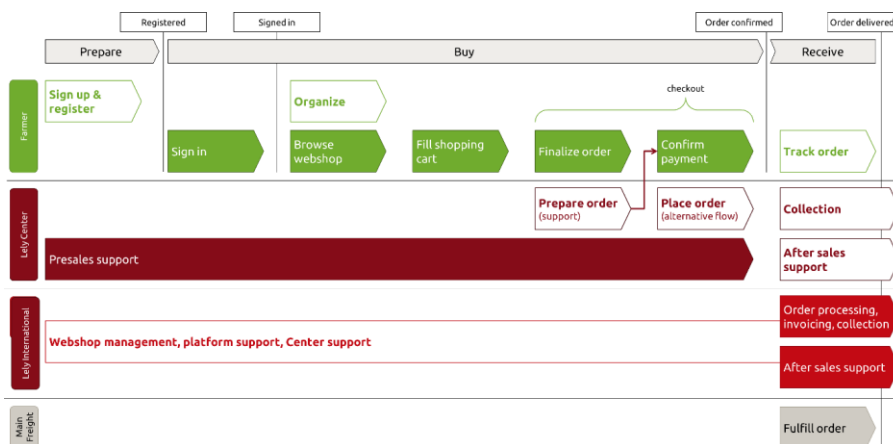 Registered
Signed in
Order confirmed
Order delivered
Prepare
Buy
Receive
checkout
Farmer
Sign up &
register
Organize
Sign in
Browse
webshop
Fill shopping
cart
Finalize order
Confirm
payment
Track order
Lely Center
Prepare order
(support)
Place order
(alternative flow)
Collection
Presales support
After sales
support
Lely International
Webshop management, platform support, Center support
Order processing,
invoicing, collection
After sales support
Main
Freight
Fulfill order